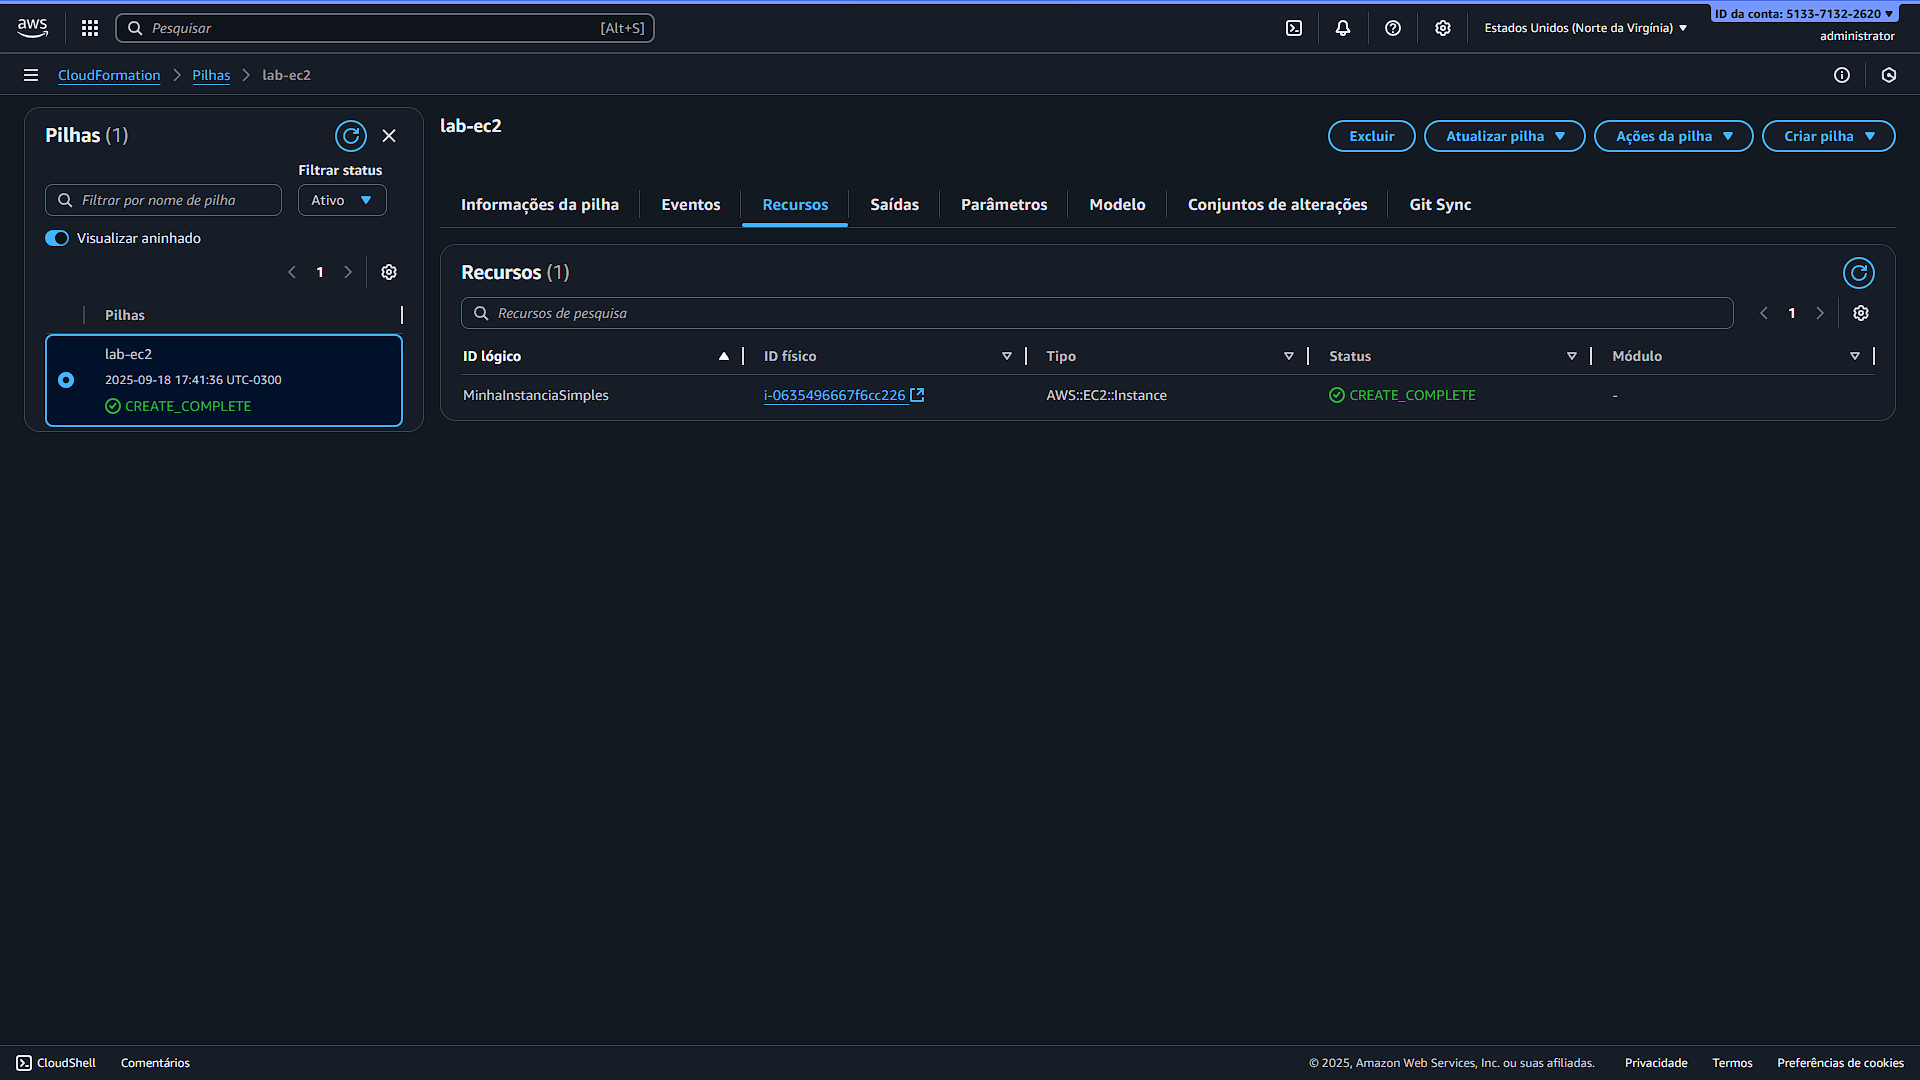 aws
Pesquisar
[Alt+S]
Estados Unidos (Norte da Virgínia)
ID da conta: 5133-7132-2620
administrator
CloudFormation
Pilhas
lab-ec2
Pilhas (1)
Filtrar status
Filtrar por nome de pilha
Ativo
Visualizar aninhado
1
Pilhas
lab-ec2
2025-09-18 17:41:36 UTC-0300
CREATE_COMPLETE
lab-ec2
Excluir
Atualizar pilha
Ações da pilha
Criar pilha
Informações da pilha
Eventos
Recursos
Saídas
Parâmetros
Modelo
Conjuntos de alterações
Git Sync
Recursos (1)
Recursos de pesquisa
1
ID lógico
ID físico
Tipo
Status
Módulo
MinhaInstanciaSimples
i-0635496667f6cc226
AWS::EC2::Instance
CREATE_COMPLETE
-
CloudShell
Comentários
© 2025, Amazon Web Services, Inc. ou suas afiliadas.
Privacidade
Termos
Preferências de cookies